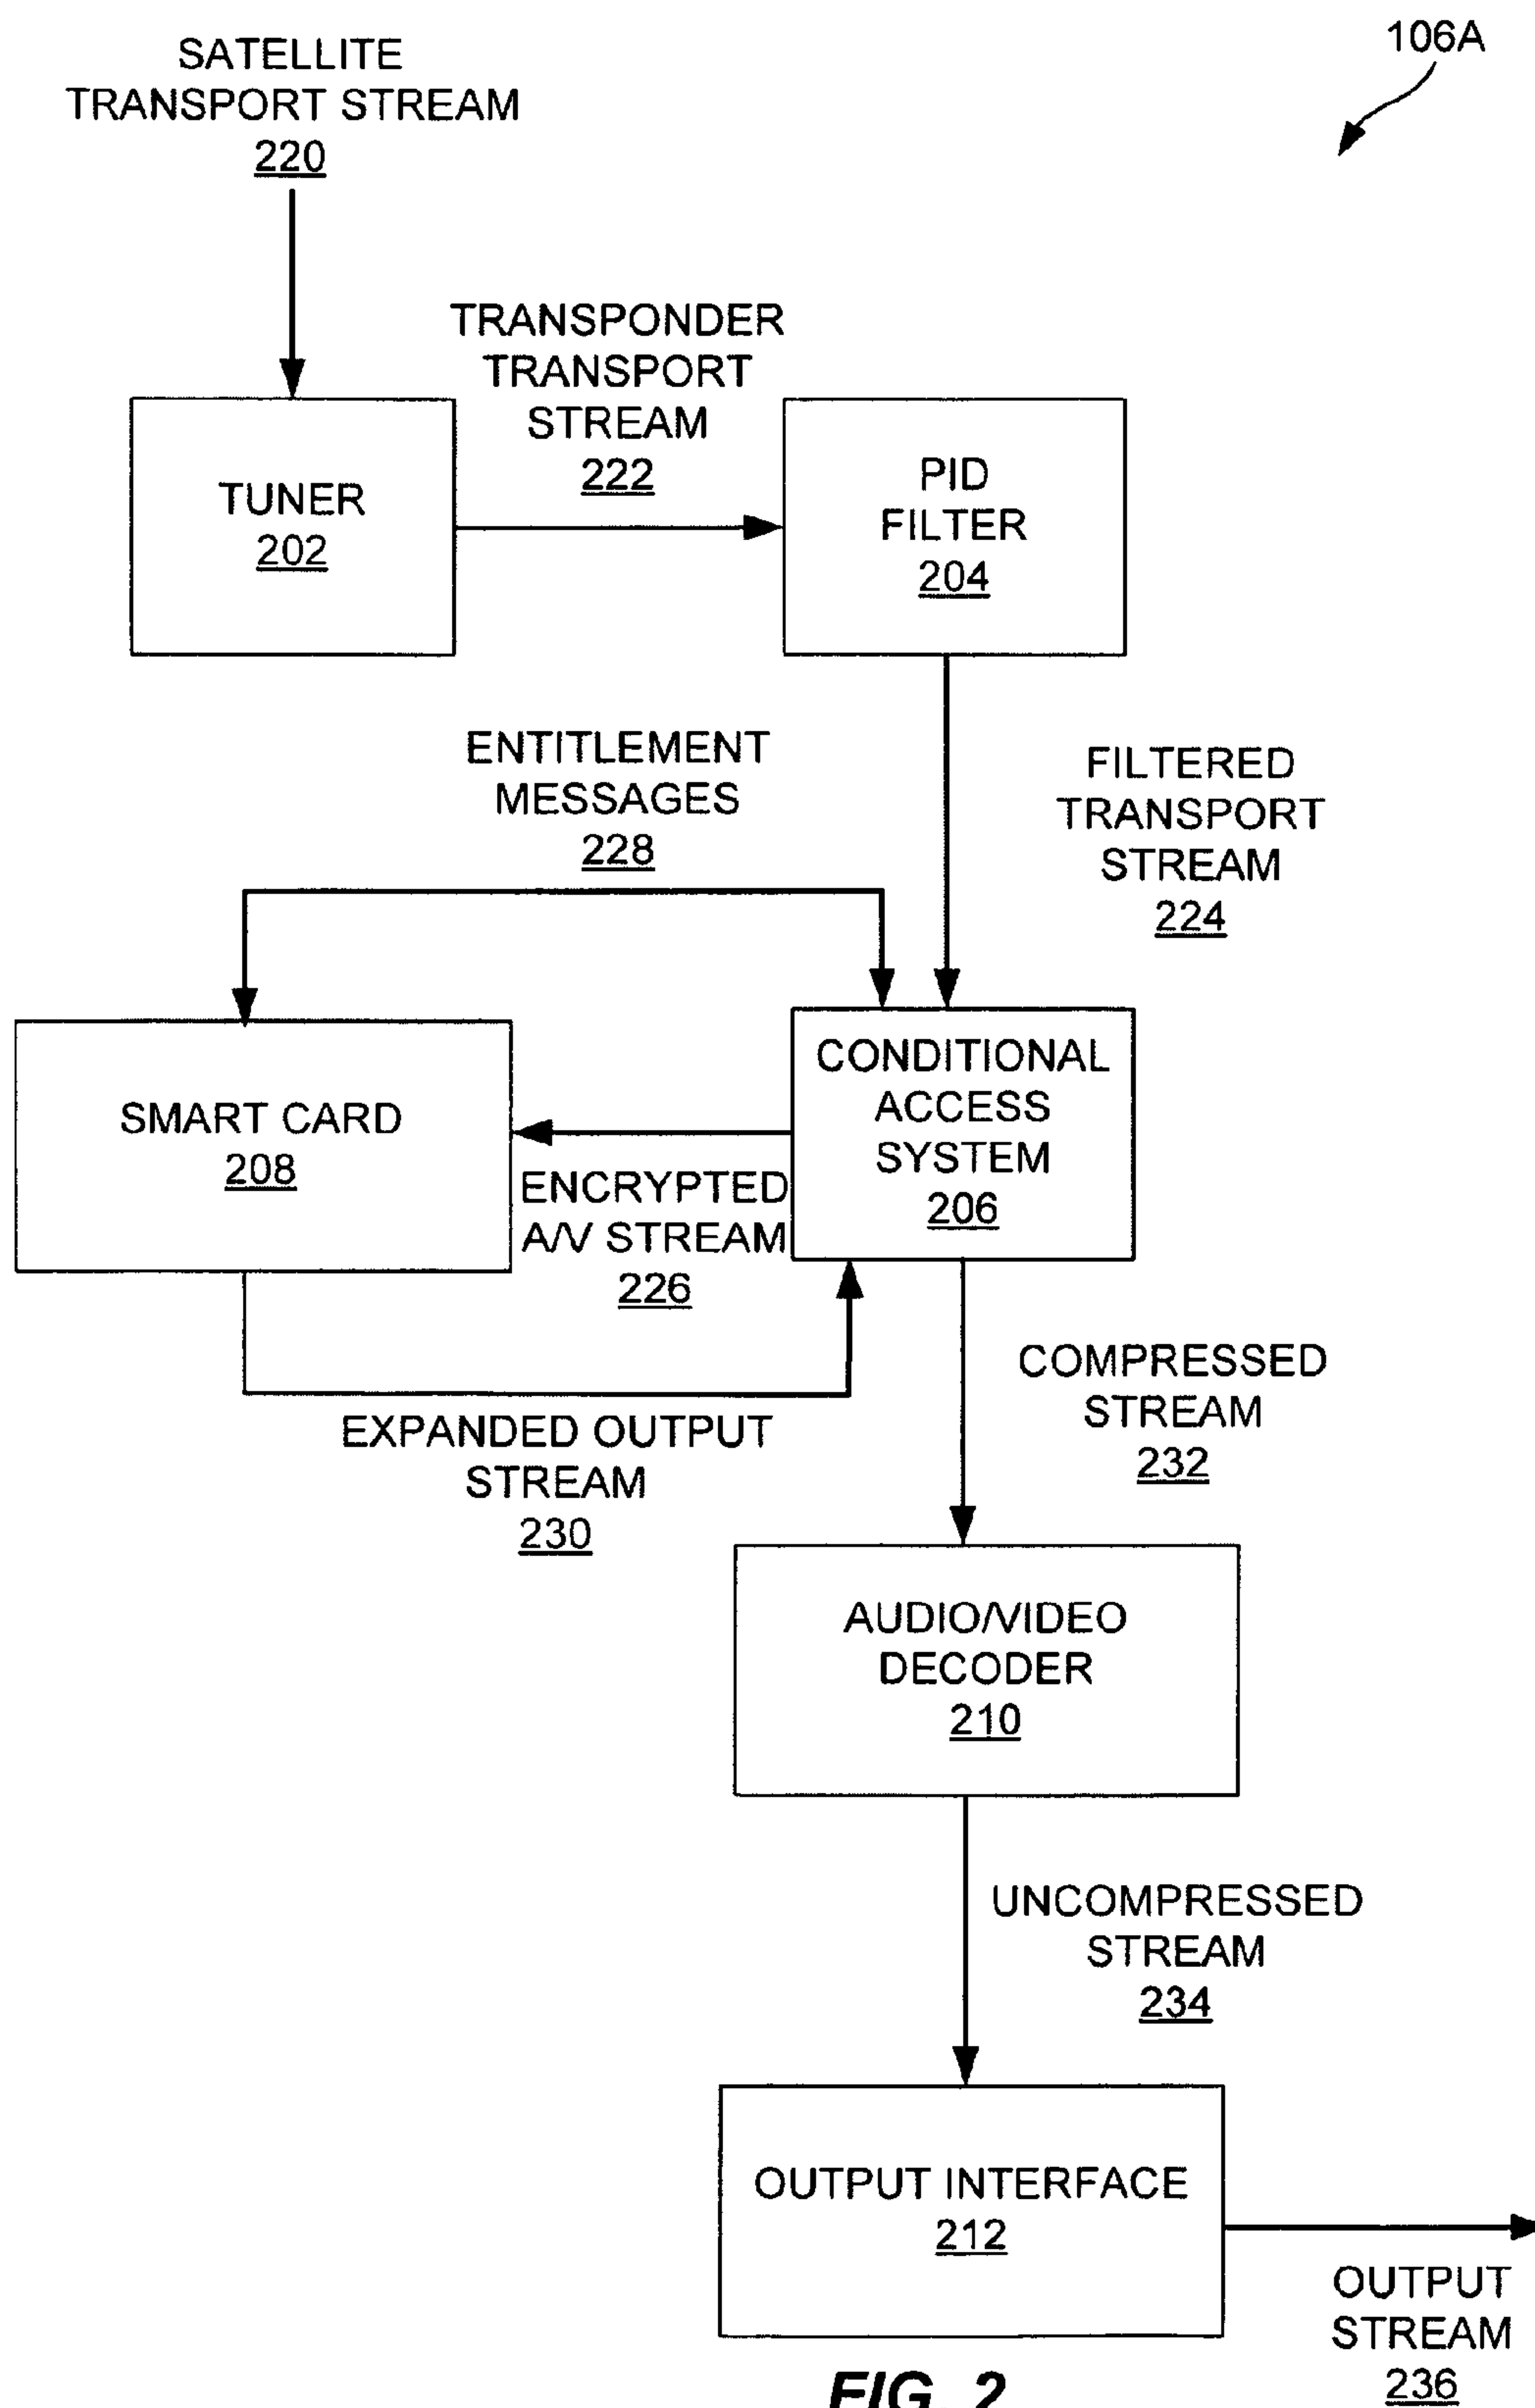 106A
SATELLITE
TRANSPORT STREAM
220
TRANSPONDER
TRANSPORT
STREAM
222
TUNER
202
PID
FILTER
204
ENTITLEMENT
MESSAGES
228
FILTERED
TRANSPORT
STREAM
224
SMART CARD
208
CONDITIONAL
ACCESS
SYSTEM
206
ENCRYPTED
A/V STREAM
226
EXPANDED OUTPUT
STREAM
230
COMPRESSED
STREAM
232
AUDIO/VIDEO
DECODER
210
UNCOMPRESSED
STREAM
234
OUTPUT INTERFACE
212
OUTPUT
STREAM
236
FIG. 2